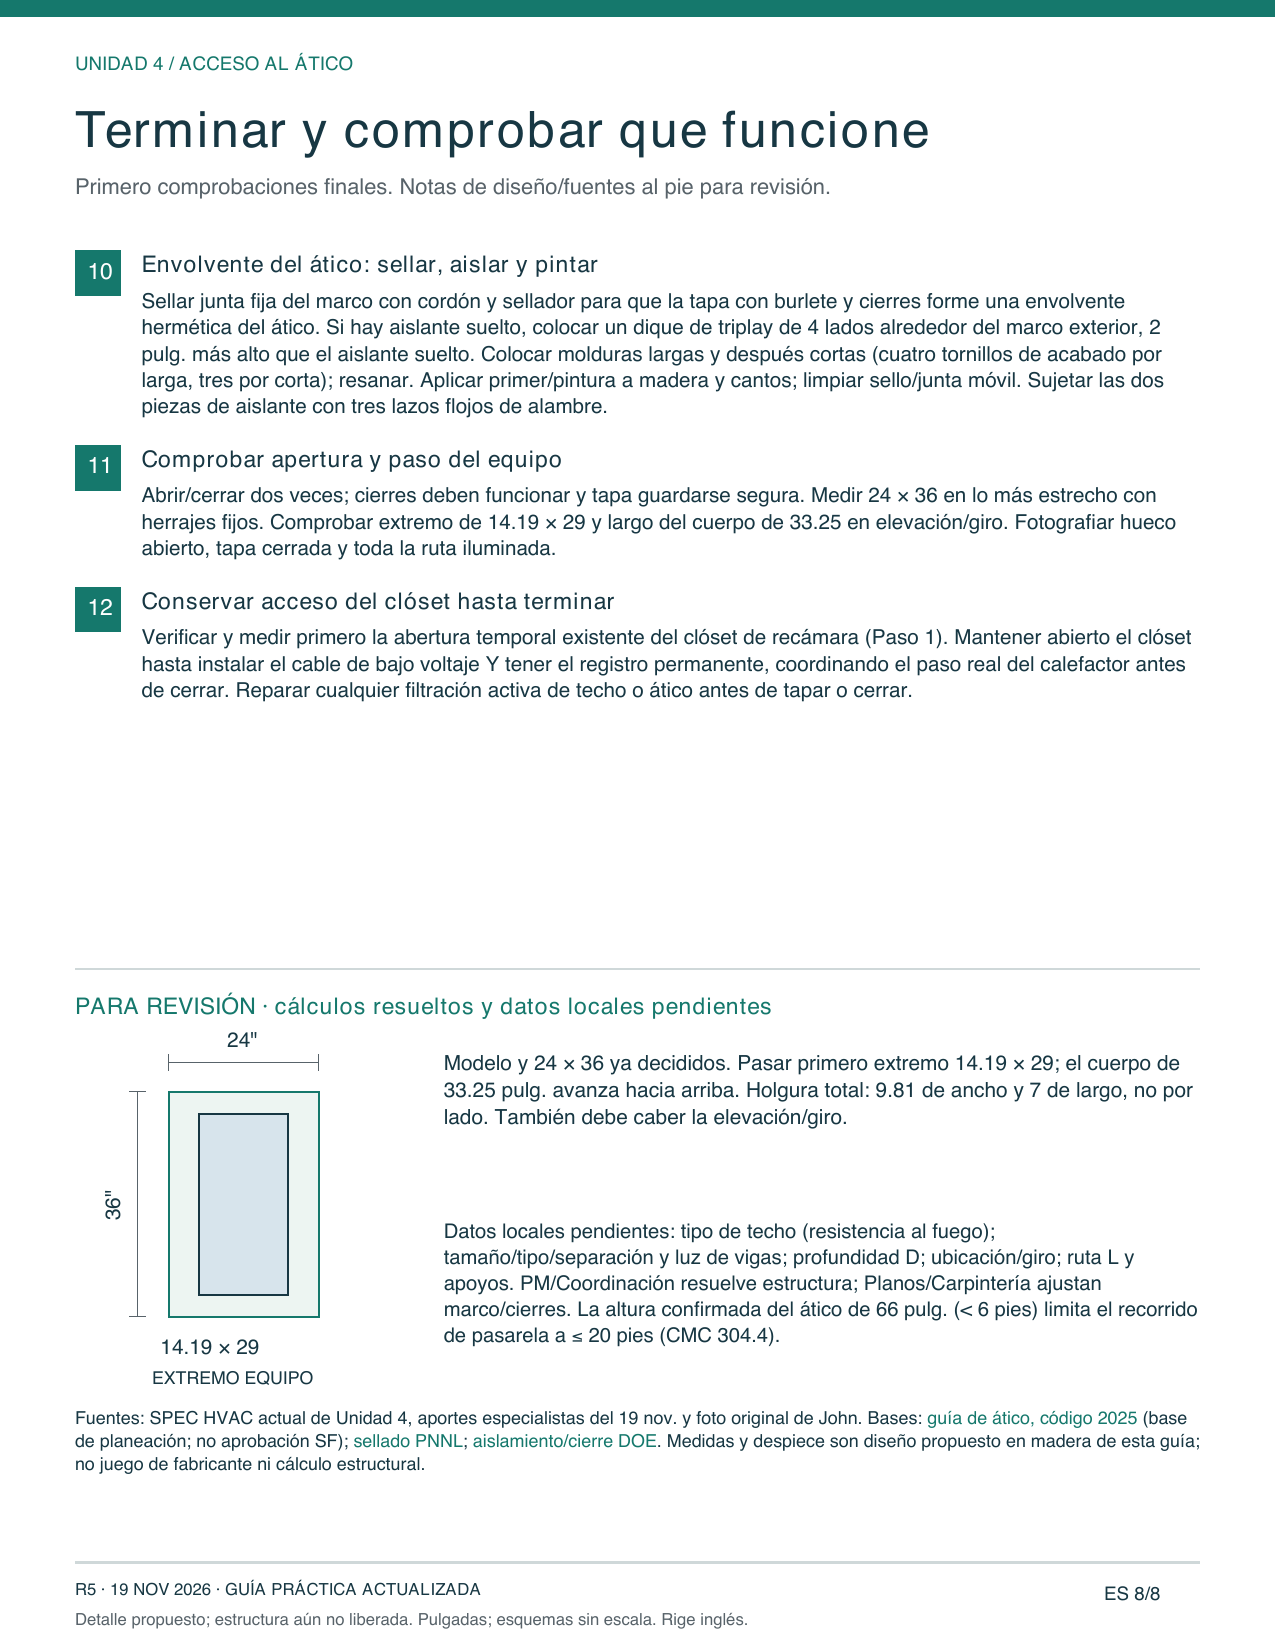 UNIDAD 4 / ACCESO AL ÁTICO
Terminar y comprobar que funcione
Primero comprobaciones finales. Notas de diseño/fuentes al pie para revisión.
10
Envolvente del ático: sellar, aislar y pintar
Sellar junta fija del marco con cordón y sellador para que la tapa con burlete y cierres forme una envolvente
hermética del ático. Si hay aislante suelto, colocar un dique de triplay de 4 lados alrededor del marco exterior, 2
pulg. más alto que el aislante suelto. Colocar molduras largas y después cortas (cuatro tornillos de acabado por
larga, tres por corta); resanar. Aplicar primer/pintura a madera y cantos; limpiar sello/junta móvil. Sujetar las dos
piezas de aislante con tres lazos flojos de alambre.
11
Comprobar apertura y paso del equipo
Abrir/cerrar dos veces; cierres deben funcionar y tapa guardarse segura. Medir 24 × 36 en lo más estrecho con
herrajes fijos. Comprobar extremo de 14.19 × 29 y largo del cuerpo de 33.25 en elevación/giro. Fotografiar hueco
abierto, tapa cerrada y toda la ruta iluminada.
12
Conservar acceso del clóset hasta terminar
Verificar y medir primero la abertura temporal existente del clóset de recámara (Paso 1). Mantener abierto el clóset
hasta instalar el cable de bajo voltaje Y tener el registro permanente, coordinando el paso real del calefactor antes
de cerrar. Reparar cualquier filtración activa de techo o ático antes de tapar o cerrar.
PARA REVISIÓN · cálculos resueltos y datos locales pendientes
24"
36"
14.19 × 29
EXTREMO EQUIPO
Modelo y 24 × 36 ya decididos. Pasar primero extremo 14.19 × 29; el cuerpo de
33.25 pulg. avanza hacia arriba. Holgura total: 9.81 de ancho y 7 de largo, no por
lado. También debe caber la elevación/giro.
Datos locales pendientes: tipo de techo (resistencia al fuego);
tamaño/tipo/separación y luz de vigas; profundidad D; ubicación/giro; ruta L y
apoyos. PM/Coordinación resuelve estructura; Planos/Carpintería ajustan
marco/cierres. La altura confirmada del ático de 66 pulg. (< 6 pies) limita el recorrido
de pasarela a ≤ 20 pies (CMC 304.4).
Fuentes: SPEC HVAC actual de Unidad 4, aportes especialistas del 19 nov. y foto original de John. Bases: guía de ático, código 2025 (base
de planeación; no aprobación SF); sellado PNNL; aislamiento/cierre DOE. Medidas y despiece son diseño propuesto en madera de esta guía;
no juego de fabricante ni cálculo estructural.
R5 · 19 NOV 2026 · GUÍA PRÁCTICA ACTUALIZADA
ES 8/8
Detalle propuesto; estructura aún no liberada. Pulgadas; esquemas sin escala. Rige inglés.